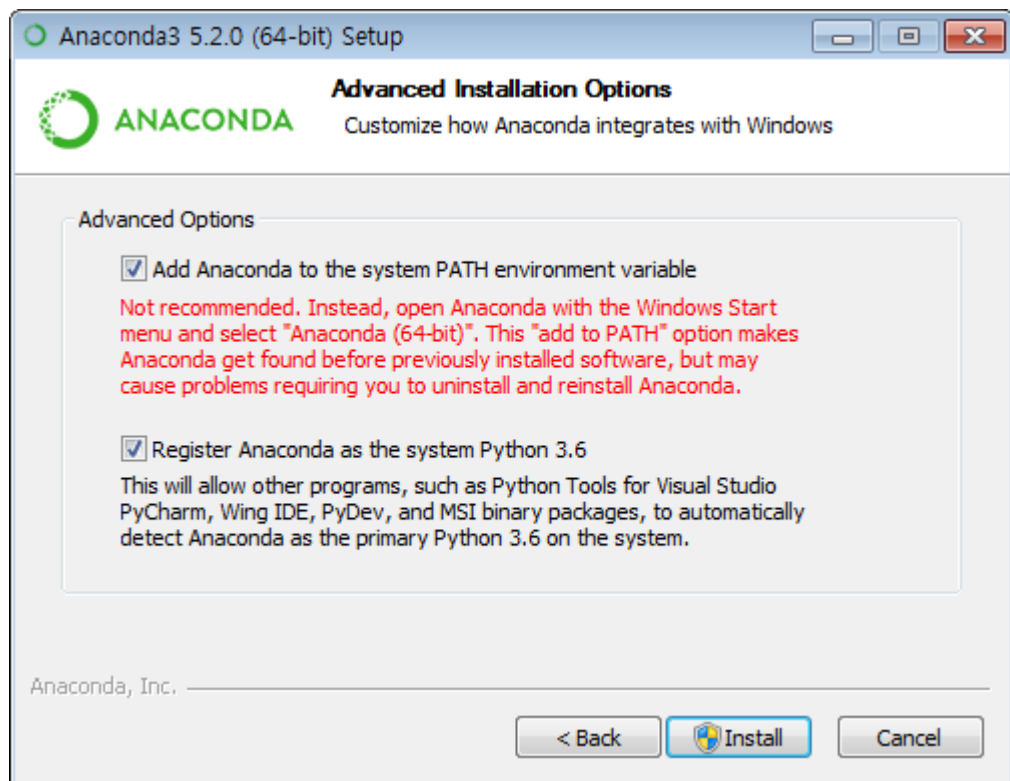 Anaconda3 5.2.0 (64-bit) Setup
ANACONDA
Advanced Installation Options
Customize how Anaconda integrates with Windows
Advanced Options
Add Anaconda to the system PATH environment variable
Not recommended. Instead, open Anaconda with the Windows Start
menu and select "Anaconda (64-bit)". This "add to PATH" option makes
Anaconda get found before previously installed software, but may
cause problems requiring you to uninstall and reinstall Anaconda.
Register Anaconda as the system Python 3.6
This will allow other programs, such as Python Tools for Visual Studio
PyCharm, Wing IDE, PyDev, and MSI binary packages, to automatically
detect Anaconda as the primary Python 3.6 on the system.
Anaconda, Inc.
< Back
Install
Cancel